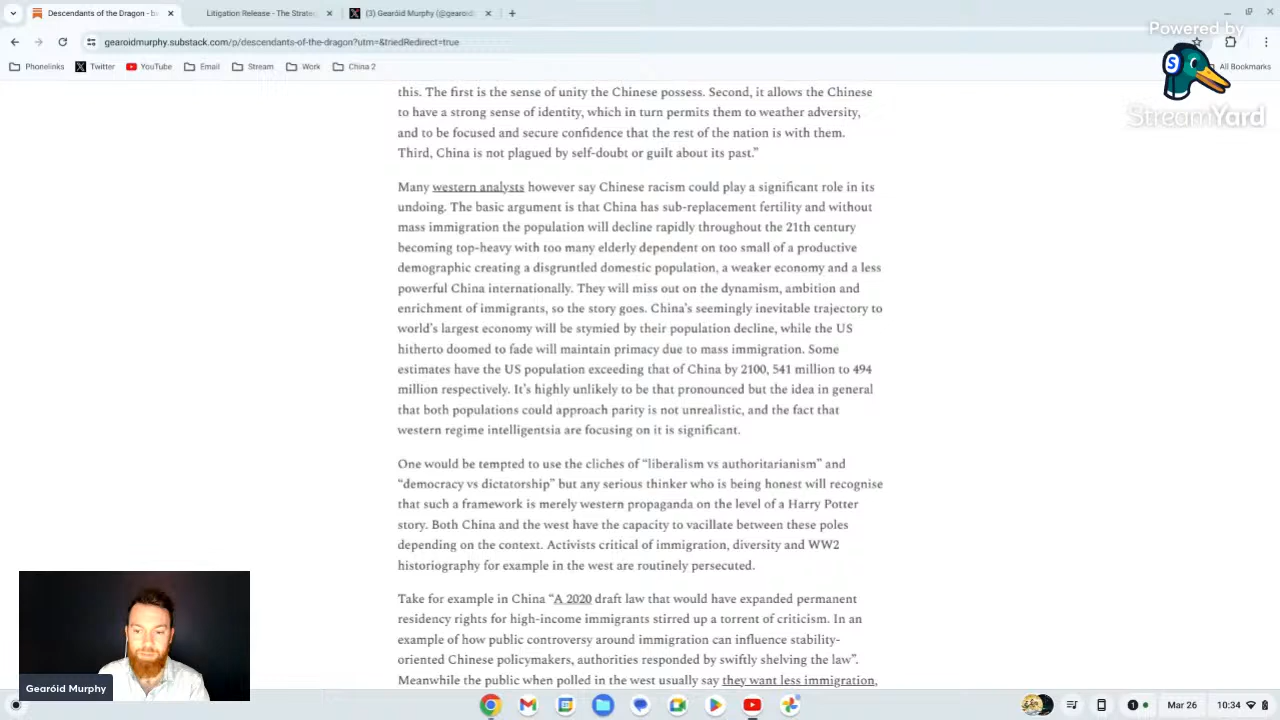 Descendants of the Dragon - b
Litigation Release - The Strate
(3) Gearóid Murphy (@gearoid
gearoidmurphy.substack.com/p/descendants-of-the-dragon?utm=&triedRedirect=true
Phonelinks
Twitter
YouTube
Email
Stream
Work
China 2
All Bookmarks
Powered by
StreamYard
this. The first is the sense of unity the Chinese possess. Second, it allows the Chinese
to have a strong sense of identity, which in turn permits them to weather adversity,
and to be focused and secure confidence that the rest of the nation is with them.
Third, China is not plagued by self-doubt or guilt about its past.”
Many western analysts however say Chinese racism could play a significant role in its
undoing. The basic argument is that China has sub-replacement fertility and without
mass immigration the population will decline rapidly throughout the 21th century
becoming top-heavy with too many elderly dependent on too small of a productive
demographic creating a disgruntled domestic population, a weaker economy and a less
powerful China internationally. They will miss out on the dynamism, ambition and
enrichment of immigrants, so the story goes. China’s seemingly inevitable trajectory to
world’s largest economy will be stymied by their population decline, while the US
hitherto doomed to fade will maintain primacy due to mass immigration. Some
estimates have the US population exceeding that of China by 2100, 541 million to 494
million respectively. It’s highly unlikely to be that pronounced but the idea in general
that both populations could approach parity is not unrealistic, and the fact that
western regime intelligentsia are focusing on it is significant.
One would be tempted to use the cliches of “liberalism vs authoritarianism” and
“democracy vs dictatorship” but any serious thinker who is being honest will recognise
that such a framework is merely western propaganda on the level of a Harry Potter
story. Both China and the west have the capacity to vacillate between these poles
depending on the context. Activists critical of immigration, diversity and WW2
historiography for example in the west are routinely persecuted.
Take for example in China “A 2020 draft law that would have expanded permanent
residency rights for high-income immigrants stirred up a torrent of criticism. In an
example of how public controversy around immigration can influence stability-
oriented Chinese policymakers, authorities responded by swiftly shelving the law”.
Meanwhile the public when polled in the west usually say they want less immigration,
Gearóid Murphy
Mar 26
10:34